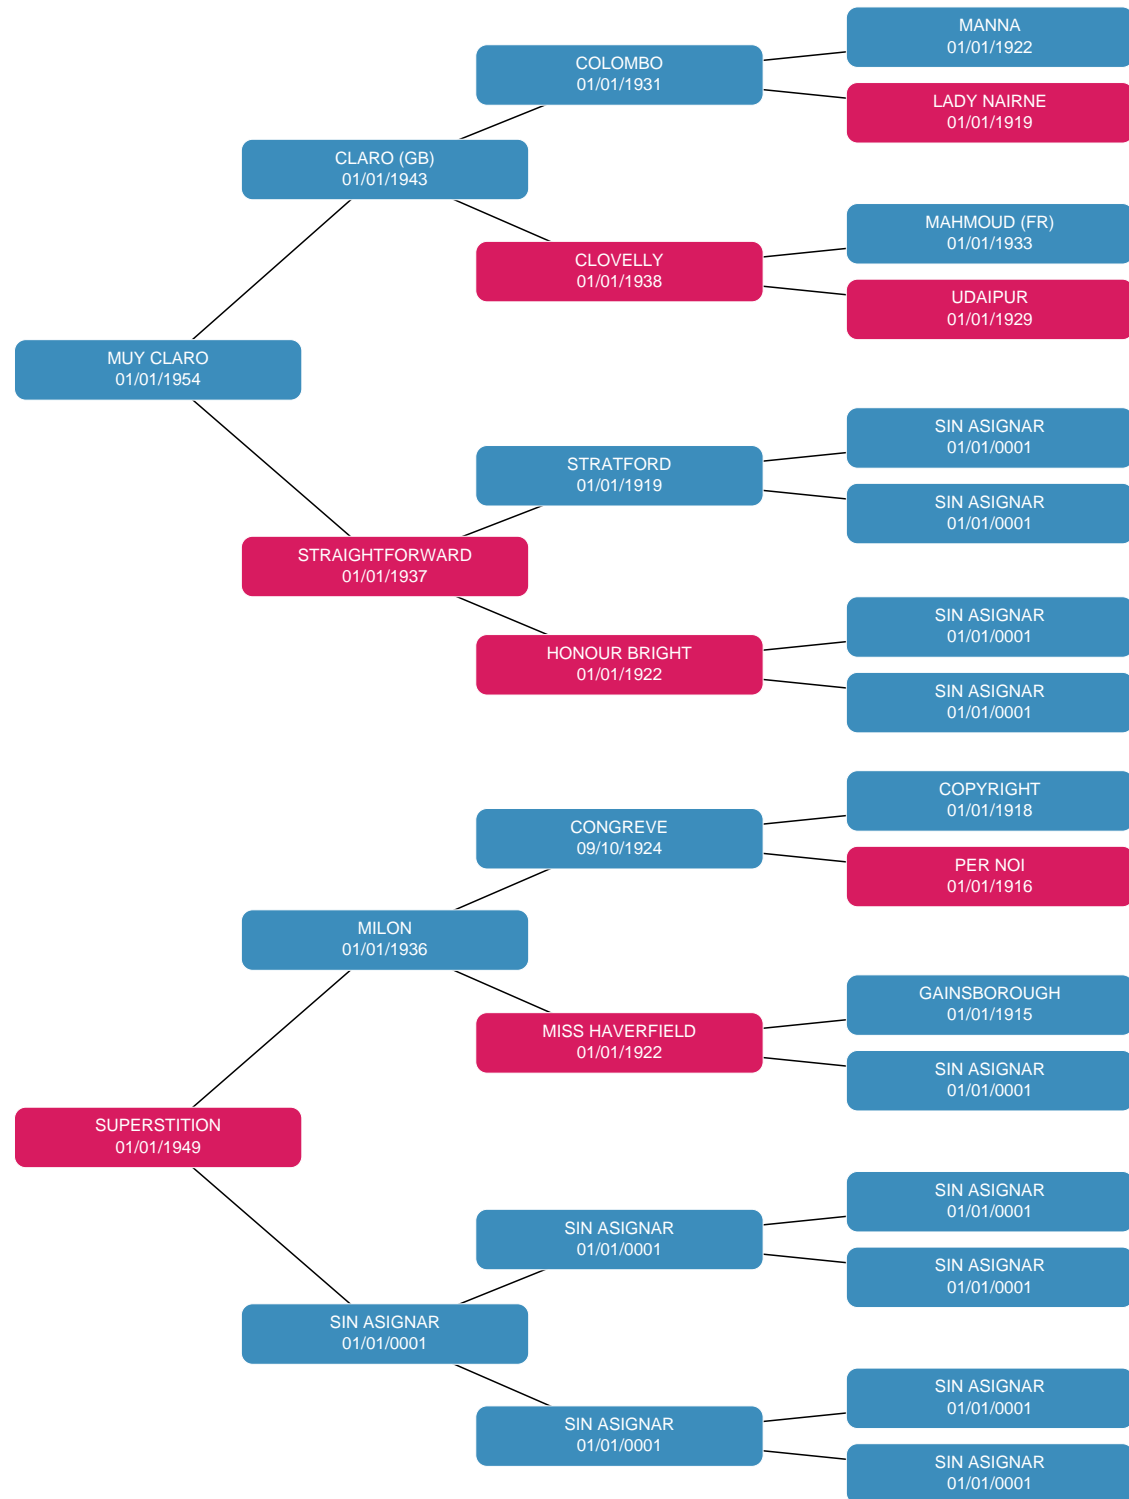 MANNA
01/01/1922
COLOMBO
01/01/1931
LADY NAIRNE
01/01/1919
CLARO (GB)
01/01/1943
MAHMOUD (FR)
01/01/1933
CLOVELLY
01/01/1938
UDAIPUR
01/01/1929
MUY CLARO
01/01/1954
SIN ASIGNAR
01/01/0001
STRATFORD
01/01/1919
SIN ASIGNAR
01/01/0001
STRAIGHTFORWARD
01/01/1937
SIN ASIGNAR
01/01/0001
HONOUR BRIGHT
01/01/1922
SIN ASIGNAR
01/01/0001
COPYRIGHT
01/01/1918
CONGREVE
09/10/1924
PER NOI
01/01/1916
MILON
01/01/1936
GAINSBOROUGH
01/01/1915
MISS HAVERFIELD
01/01/1922
SIN ASIGNAR
01/01/0001
SUPERSTITION
01/01/1949
SIN ASIGNAR
01/01/0001
SIN ASIGNAR
01/01/0001
SIN ASIGNAR
01/01/0001
SIN ASIGNAR
01/01/0001
SIN ASIGNAR
01/01/0001
SIN ASIGNAR
01/01/0001
SIN ASIGNAR
01/01/0001